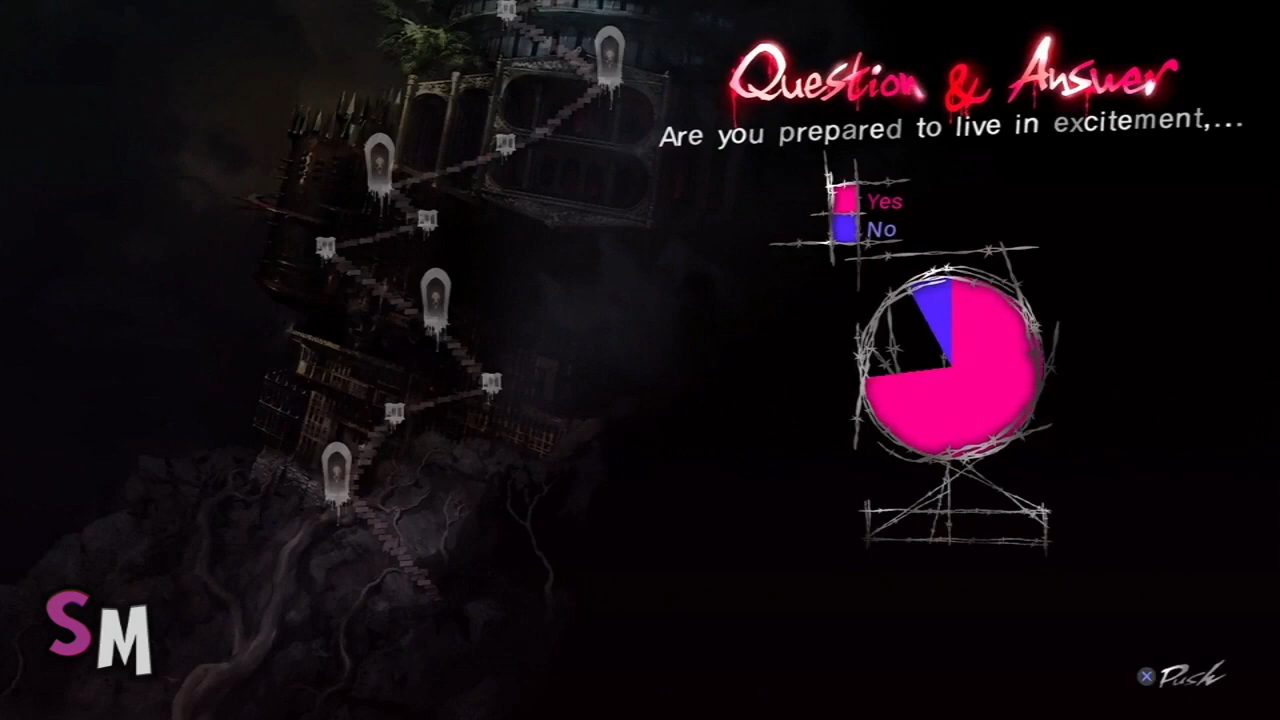 Question & Answer
Are you prepared to live in excitement,...
Yes
No
SM
Push